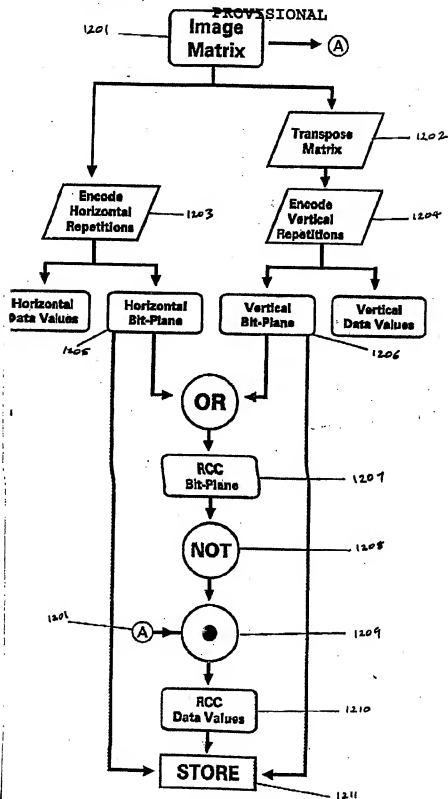 PROVISIONAL
1201
Image
Matrix
A
Transpose
Matrix
1202
Encode
Horizontal
Repetitions
1203
Encode
Vertical
Repetitions
1204
Horizontal
Data Values
Horizontal
Bit-Plane
Vertical
Bit-Plane
Vertical
Data Values
1205
1206
OR
RCC
Bit-Plane
1207
NOT
1208
1201
A
1209
RCC
Data Values
1210
STORE
1211